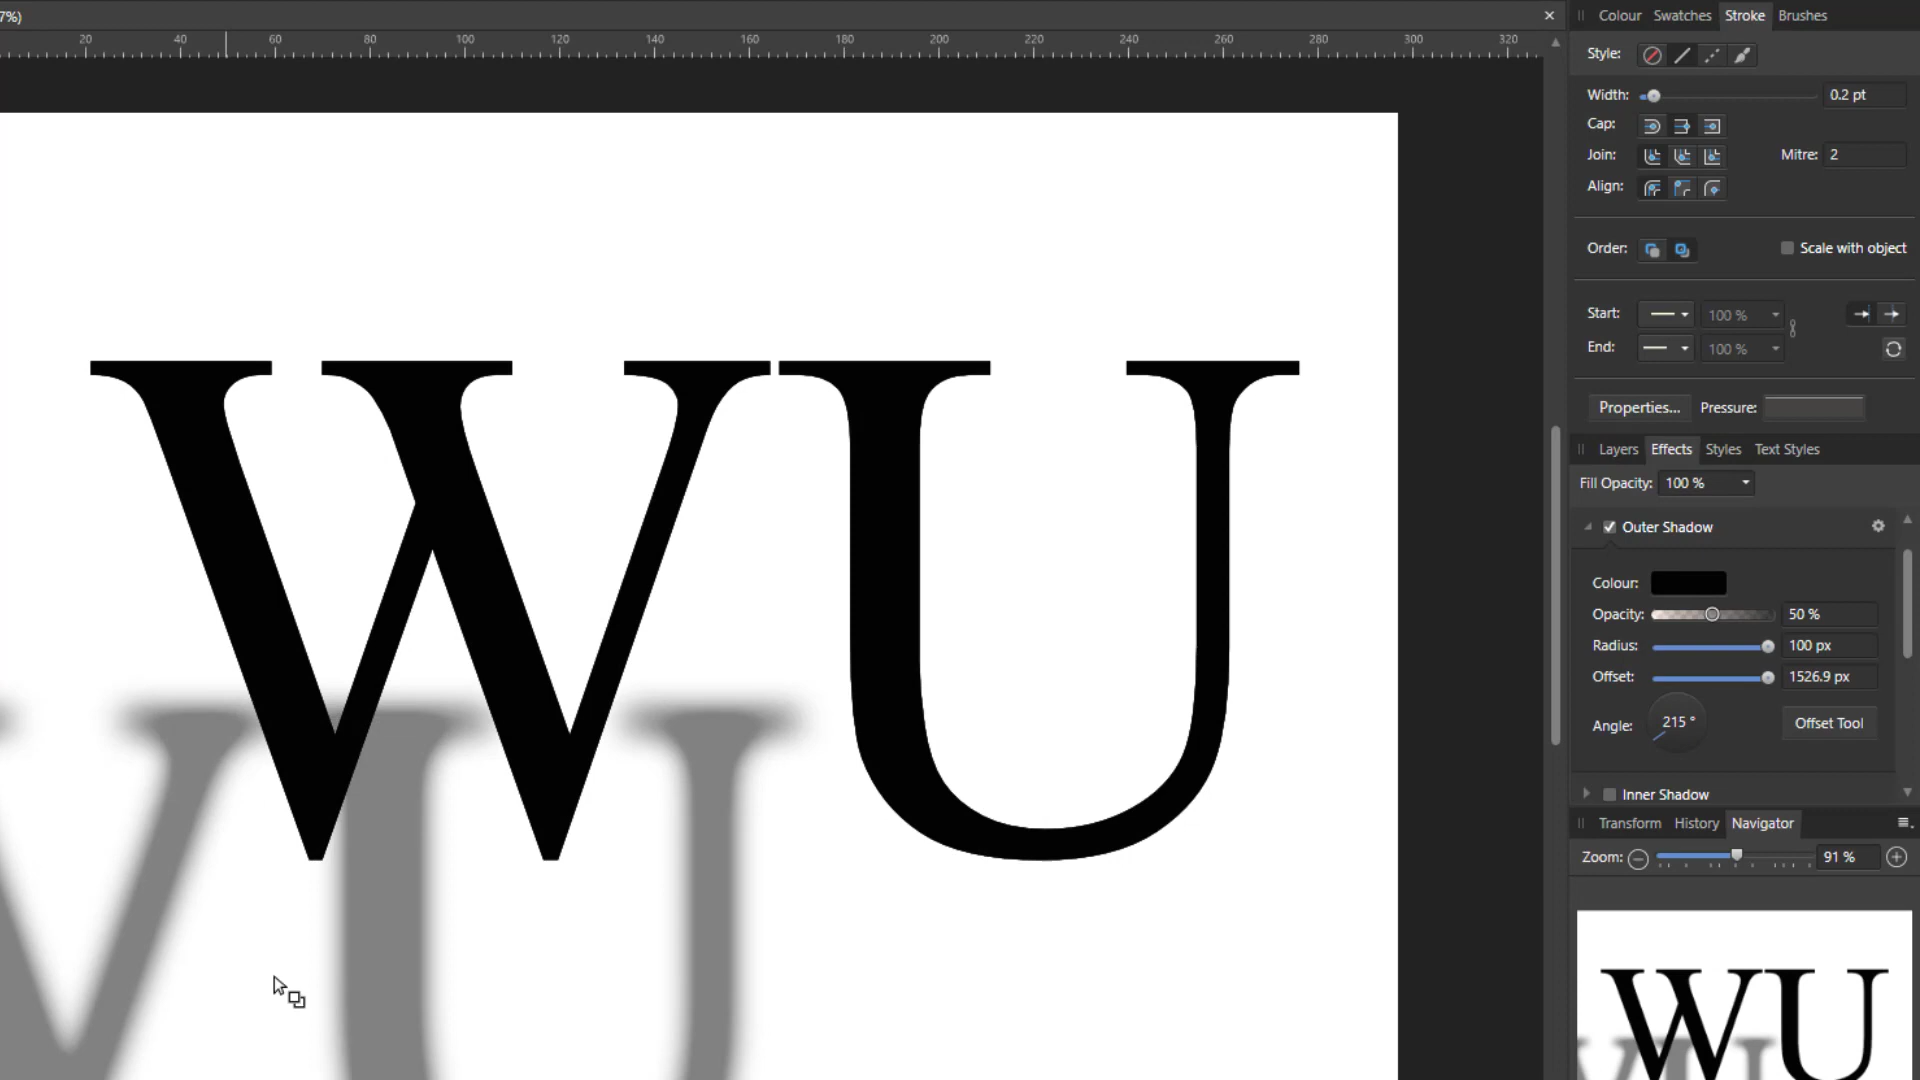 7%)
Colour Swatches Stroke Brushes
20 40 60 80 100 120 140 160 180 200 220 240 260 280 300 320
Style:
Width: 0.2 pt
Cap:
Join: Mitre: 2
Align:
Order: Scale with object
Start: 100 %
End: 100 %
Properties... Pressure:
Layers Effects Styles Text Styles
Fill Opacity: 100 %
Outer Shadow
Colour:
Opacity: 50 %
Radius: 100 px
Offset: 1526.9 px
Angle: 215 ° Offset Tool
Inner Shadow
Transform History Navigator
Zoom: 91 %
WU
WU
WU
WU